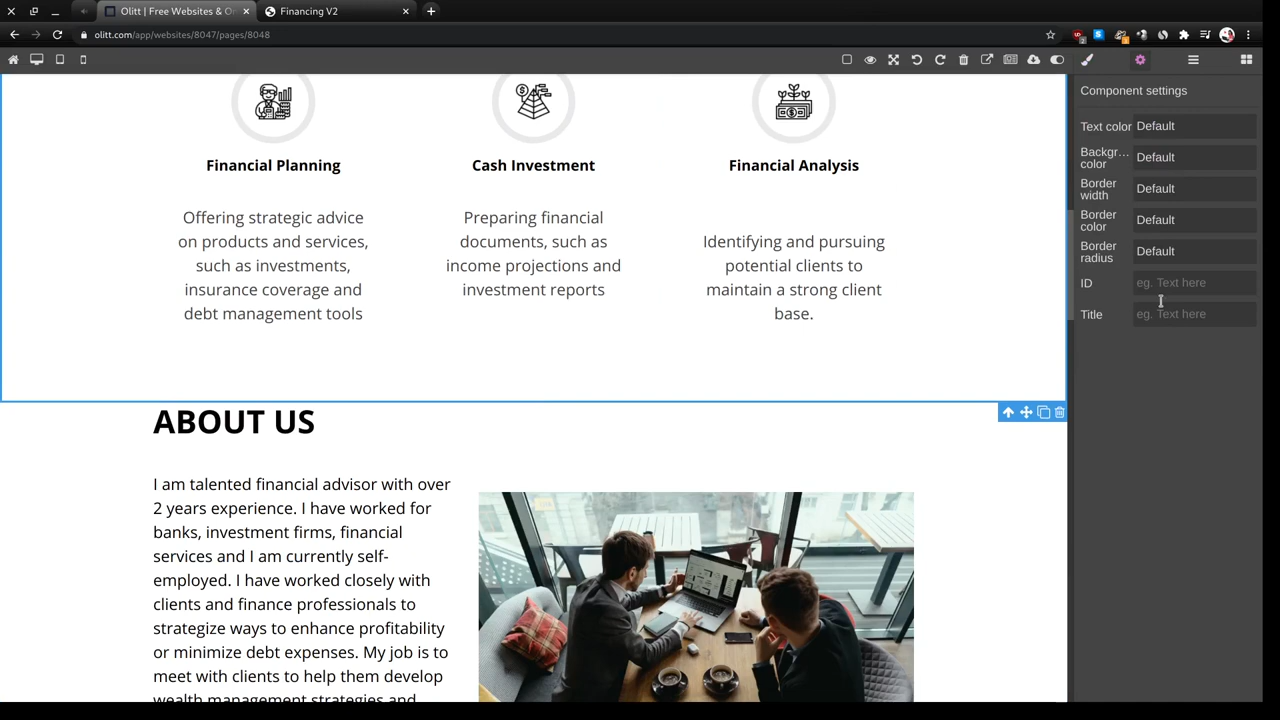 Olitt | Free Websites & O
Financing V2
olitt.com/app/websites/8047/pages/8048
Component settings
Text color Default
Backgr… color Default
Border width Default
Border color Default
Border radius Default
ID eg. Text here
Title eg. Text here
Financial Planning
Cash Investment
Financial Analysis
Offering strategic advice
on products and services,
such as investments,
insurance coverage and
debt management tools
Preparing financial
documents, such as
income projections and
investment reports
Identifying and pursuing
potential clients to
maintain a strong client
base.
ABOUT US
I am talented financial advisor with over
2 years experience. I have worked for
banks, investment firms, financial
services and I am currently self-
employed. I have worked closely with
clients and finance professionals to
strategize ways to enhance profitability
or minimize debt expenses. My job is to
meet with clients to help them develop
wealth management strategies and